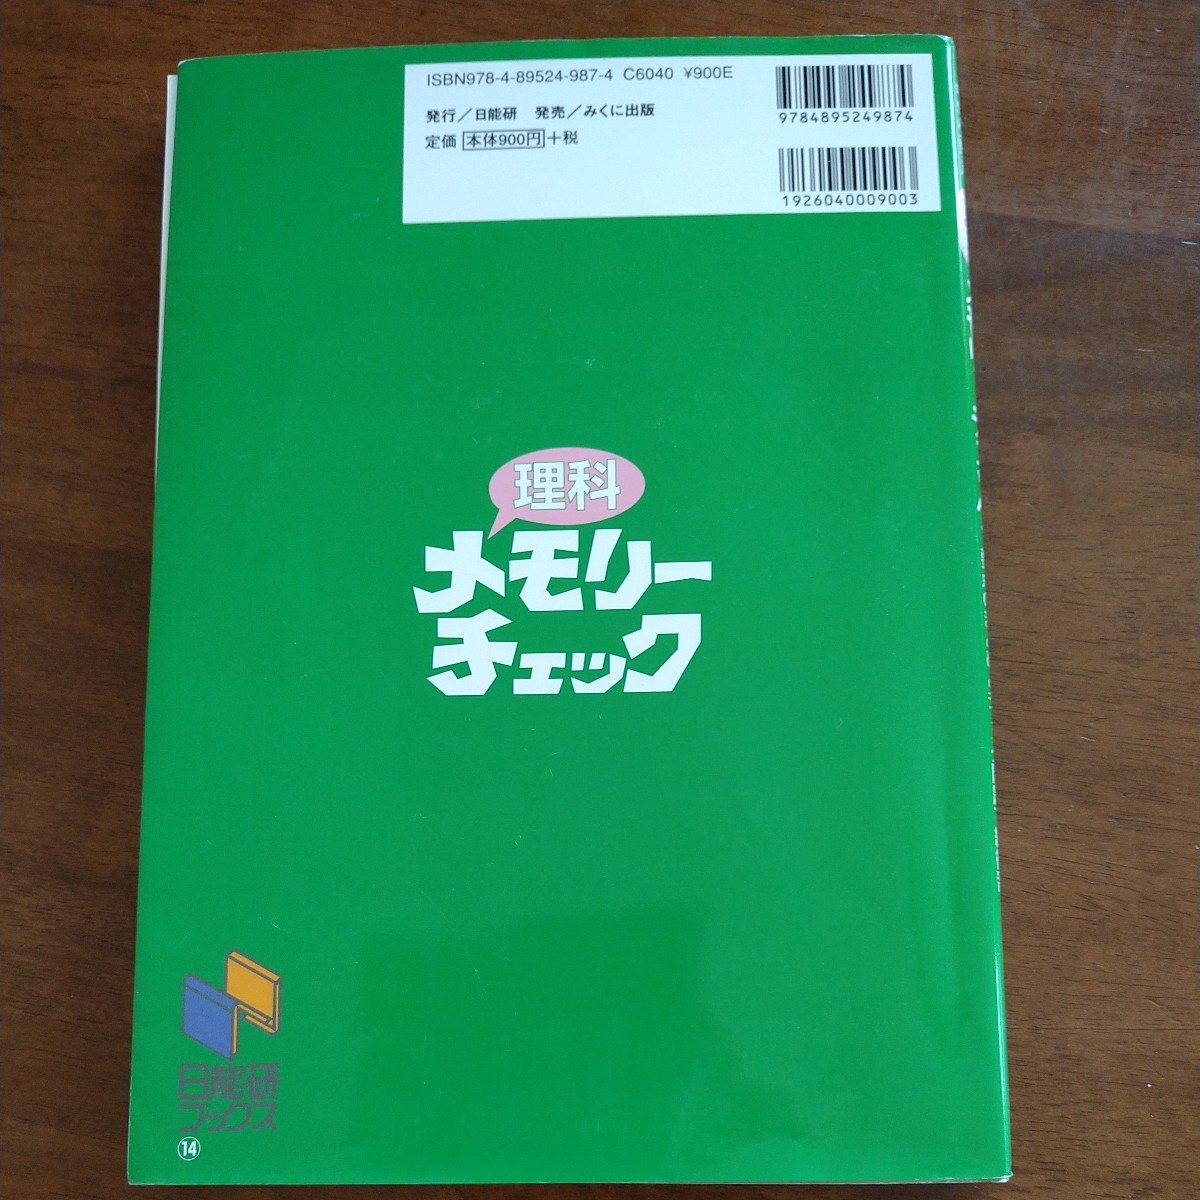 ISBN978-4-89524-987-4 C6040 ¥900E
発行／日能研 発売／みくに出版
定価 本体900円+税
9784895249874
1926040009003
理科
メモリー
チェック
日能研
ブックス
⑭